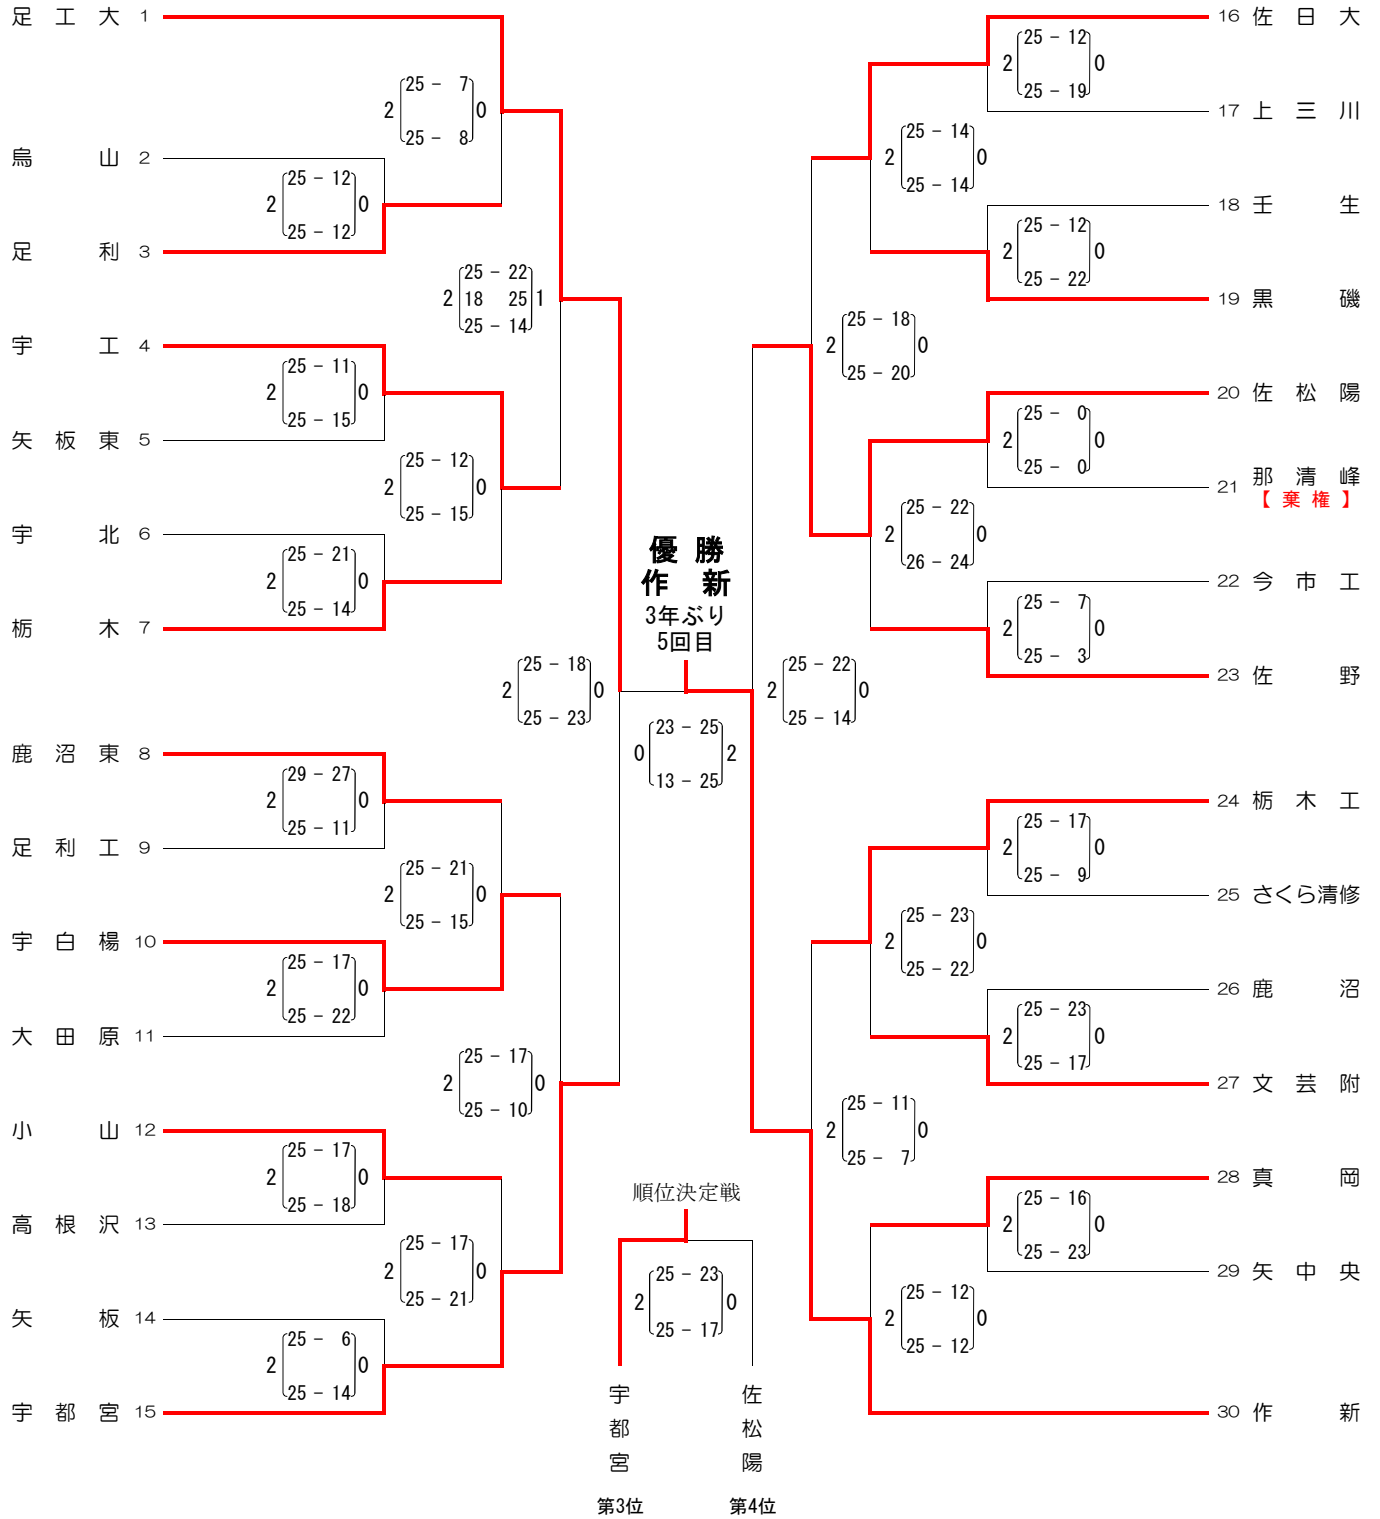 足工大 1
25 - 7
2 0
25 - 8
烏山 2
25 - 12
2 0
25 - 12
足利 3
25 - 22
2 18 25 1
25 - 14
宇工 4
25 - 11
2 0
25 - 15
矢板東 5
25 - 12
2 0
25 - 15
宇北 6
25 - 21
2 0
25 - 14
栃木 7
25 - 18
2 0
25 - 23
鹿沼東 8
29 - 27
2 0
25 - 11
足利工 9
25 - 21
2 0
25 - 15
宇白楊 10
25 - 17
2 0
25 - 22
大田原 11
25 - 17
2 0
25 - 10
小山 12
25 - 17
2 0
25 - 18
高根沢 13
25 - 17
2 0
25 - 21
矢板 14
25 - 6
2 0
25 - 14
宇都宮 15
優勝
作新
3年ぶり
5回目
23 - 25
0 2
13 - 25
順位決定戦
25 - 23
2 0
25 - 17
宇都宮
佐松陽
第3位
第4位
16 佐日大
25 - 12
2 0
25 - 19
17 上三川
25 - 14
2 0
25 - 14
18 壬生
25 - 12
2 0
25 - 22
19 黒磯
25 - 18
2 0
25 - 20
20 佐松陽
25 - 0
2 0
25 - 0
21 那清峰
【棄権】
25 - 22
2 0
26 - 24
22 今市工
25 - 7
2 0
25 - 3
23 佐野
25 - 22
2 0
25 - 14
24 栃木工
25 - 17
2 0
25 - 9
25 さくら清修
25 - 23
2 0
25 - 22
26 鹿沼
25 - 23
2 0
25 - 17
27 文芸附
25 - 11
2 0
25 - 7
28 真岡
25 - 16
2 0
25 - 23
29 矢中央
25 - 12
2 0
25 - 12
30 作新